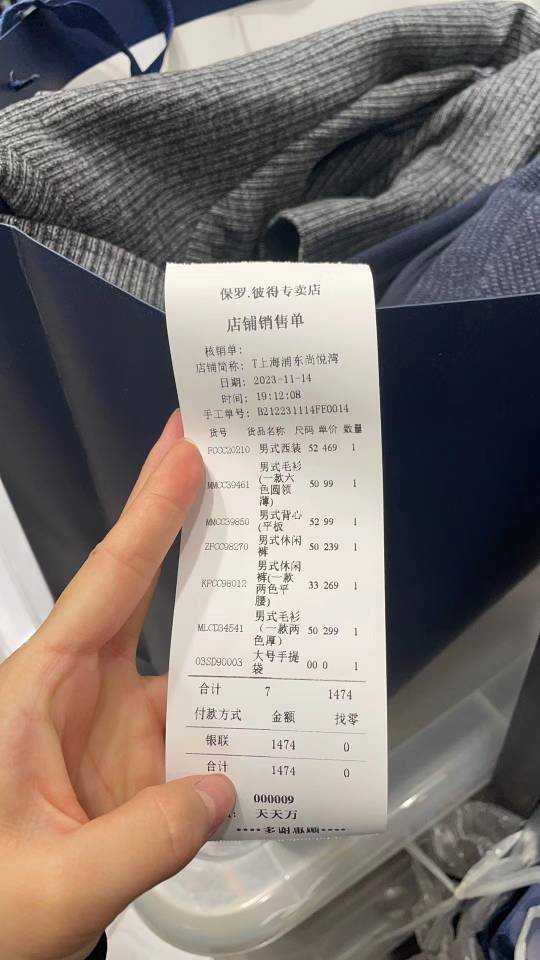 保罗.彼得专卖店
店铺销售单
核销单:
店铺简称: T上海浦东尚悦湾
日期: 2023-11-14
时间: 19:12:08
手工单号: B212231114FE0014
货号 货品名称 尺码 单价 数量
FCCC20210 男式西装 52 469 1
男式毛衫
(一款六
MMCC39461 色圆领 50 99 1
薄)
男式背心
MMCC39850 (平板 52 99 1
ZFCC98270 男式休闲 50 239 1
裤
男式休闲
裤(一款
KPCC98012 两色平 33 269 1
腰)
男式毛衫
MLCD34541 (一款两 50 299 1
色厚)
03SD90003 大号手提 00 0 1
袋
合计 7 1474
付款方式 金额 找零
银联 1474 0
合计 1474 0
000009
: 天天万
****多谢惠顾****